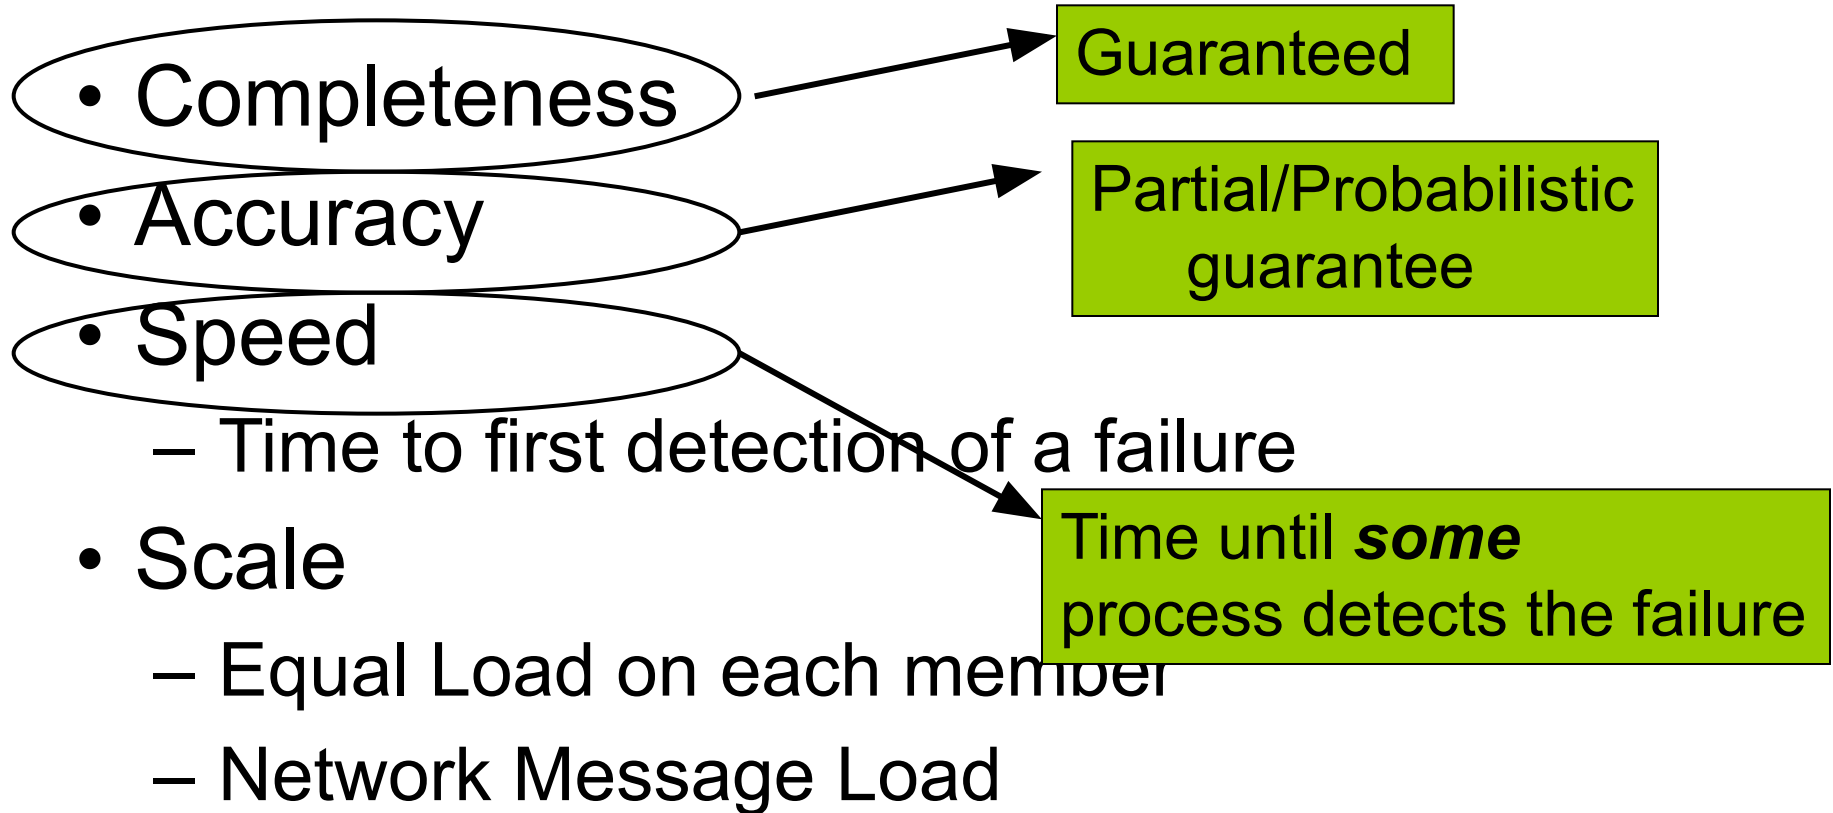 • Completeness
Guaranteed
• Accuracy
Partial/Probabilistic
guarantee
• Speed
– Time to first detection of a failure
Time until some
process detects the failure
• Scale
– Equal Load on each member
– Network Message Load